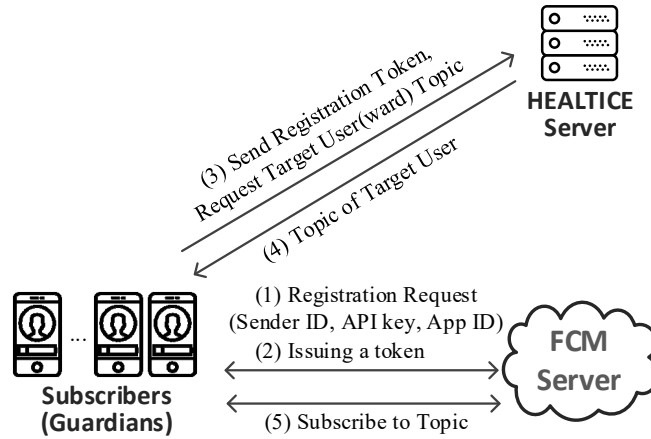 HEALTICE
Server
(3) Send Registration Token,
Request Target User(ward) Topic
(4) Topic of Target User
(1) Registration Request
(Sender ID, API key, App ID)
(2) Issuing a token
(5) Subscribe to Topic
...
Subscribers
(Guardians)
FCM
Server